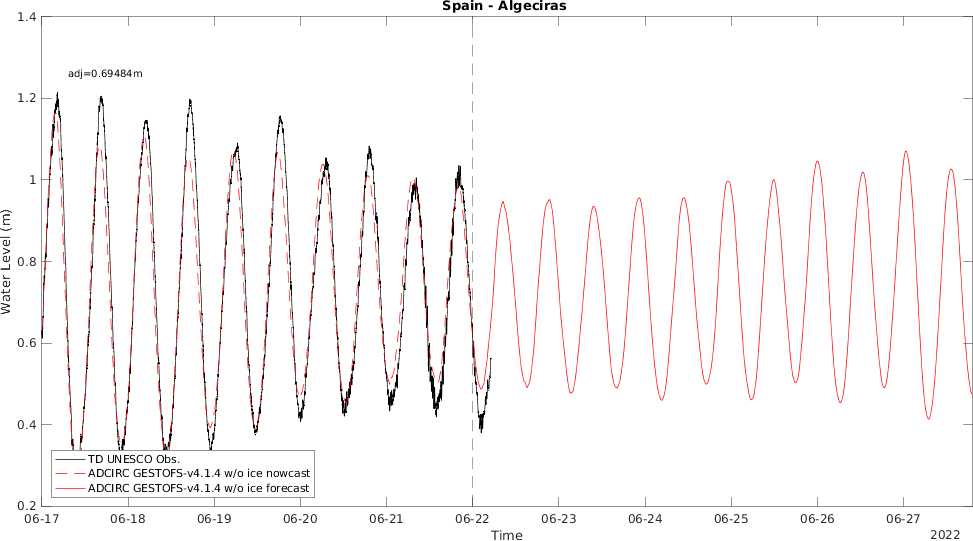 Spain - Algeciras
adj=0.69484m
1.4
1.2
1
0.8
0.6
0.4
0.2
Water Level (m)
TD UNESCO Obs.
ADCIRC GESTOFS-v4.1.4 w/o ice nowcast
ADCIRC GESTOFS-v4.1.4 w/o ice forecast
06-17 06-18 06-19 06-20 06-21 06-22 06-23 06-24 06-25 06-26 06-27
Time
2022